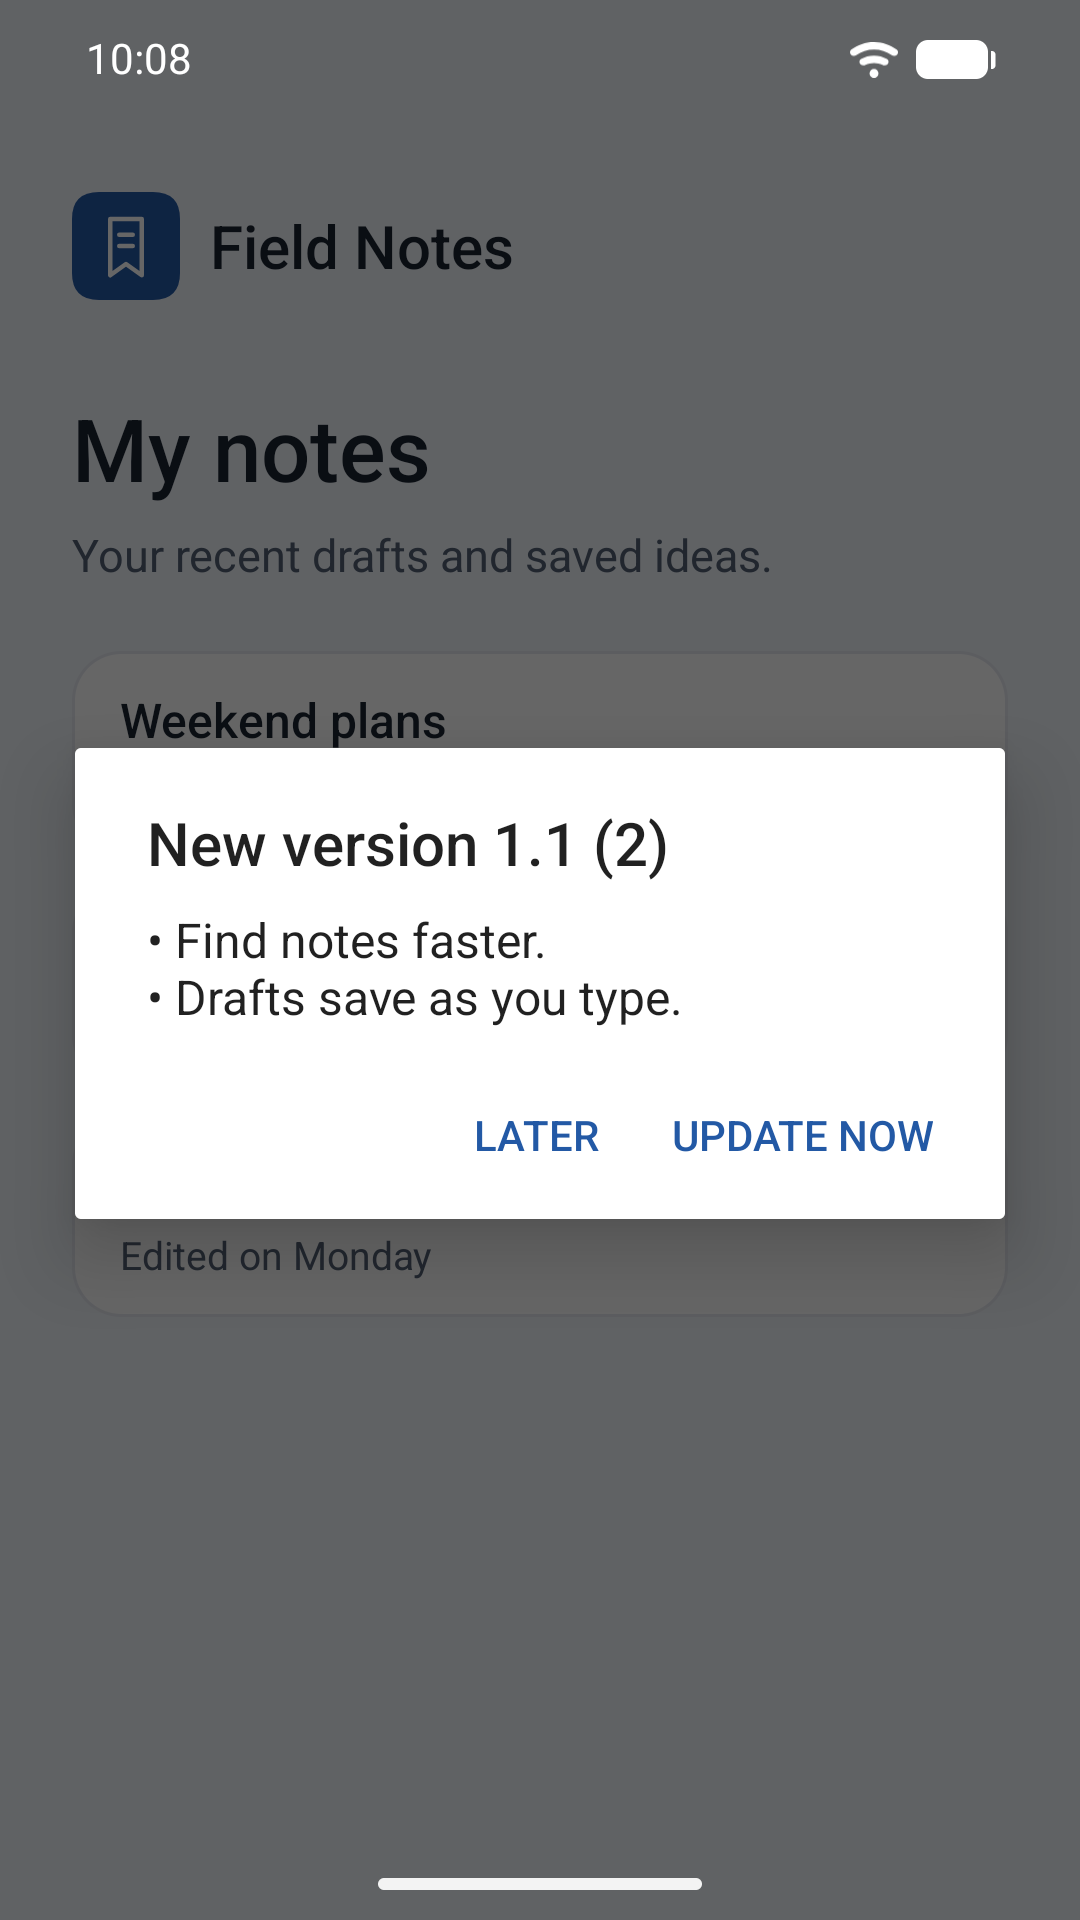 10:08
Field Notes
My notes
Your recent drafts and saved ideas.
Weekend plans
New version 1.1 (2)
• Find notes faster.
• Drafts save as you type.
LATER UPDATE NOW
Edited on Monday